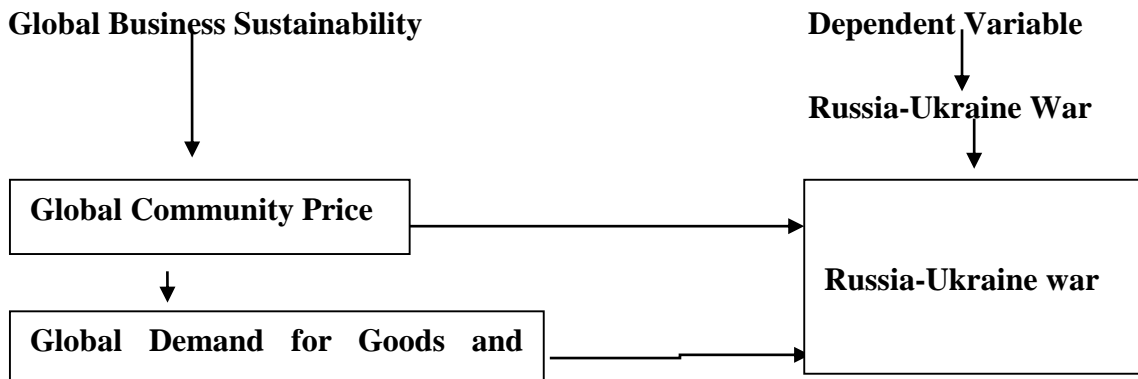 Global Business Sustainability
Dependent Variable
Russia-Ukraine War
Global Community Price
Russia-Ukraine war
Global Demand for Goods and